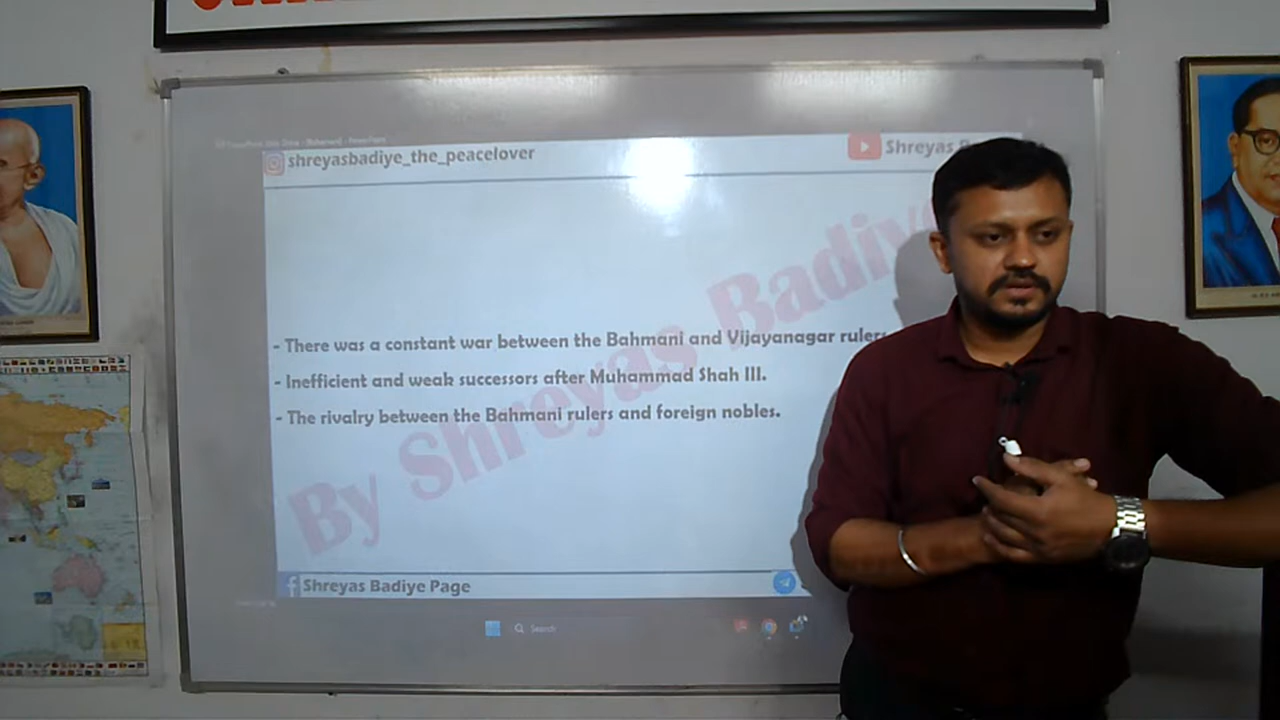 shreyasbadiye_the_peacelover
Shreyas
- There was a constant war between the Bahmani and Vijayanagar rulers
- Inefficient and weak successors after Muhammad Shah III.
- The rivalry between the Bahmani rulers and foreign nobles.
By Shreyas Badiye
Shreyas Badiye Page
Search